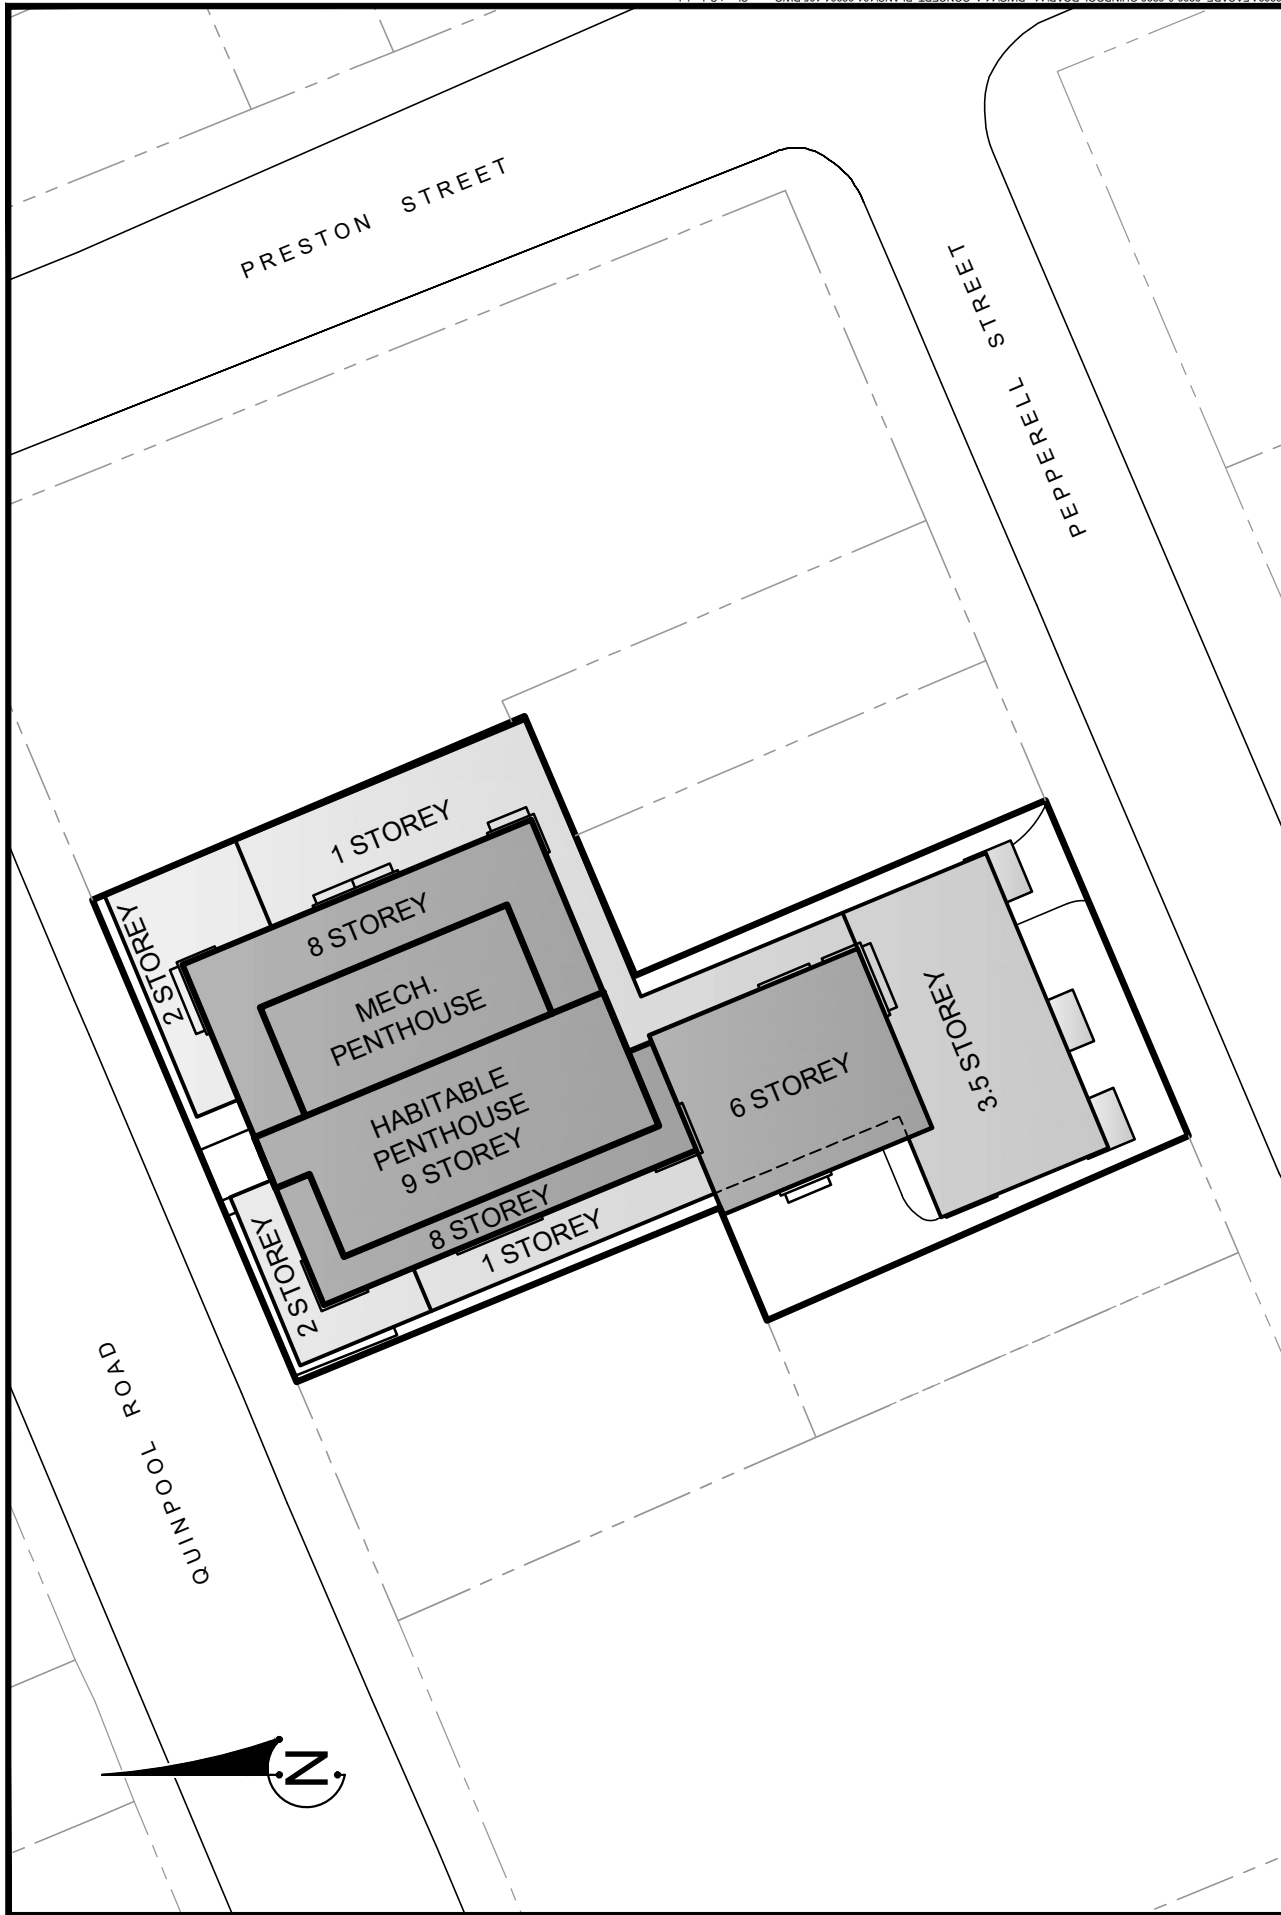 PRESTON STREET
PEPPERELL STREET
1 STOREY
2 STOREY
8 STOREY
MECH.
PENTHOUSE
HABITABLE
PENTHOUSE
9 STOREY
6 STOREY
3.5 STOREY
8 STOREY
1 STOREY
2 STOREY
QUINPOOL ROAD
N